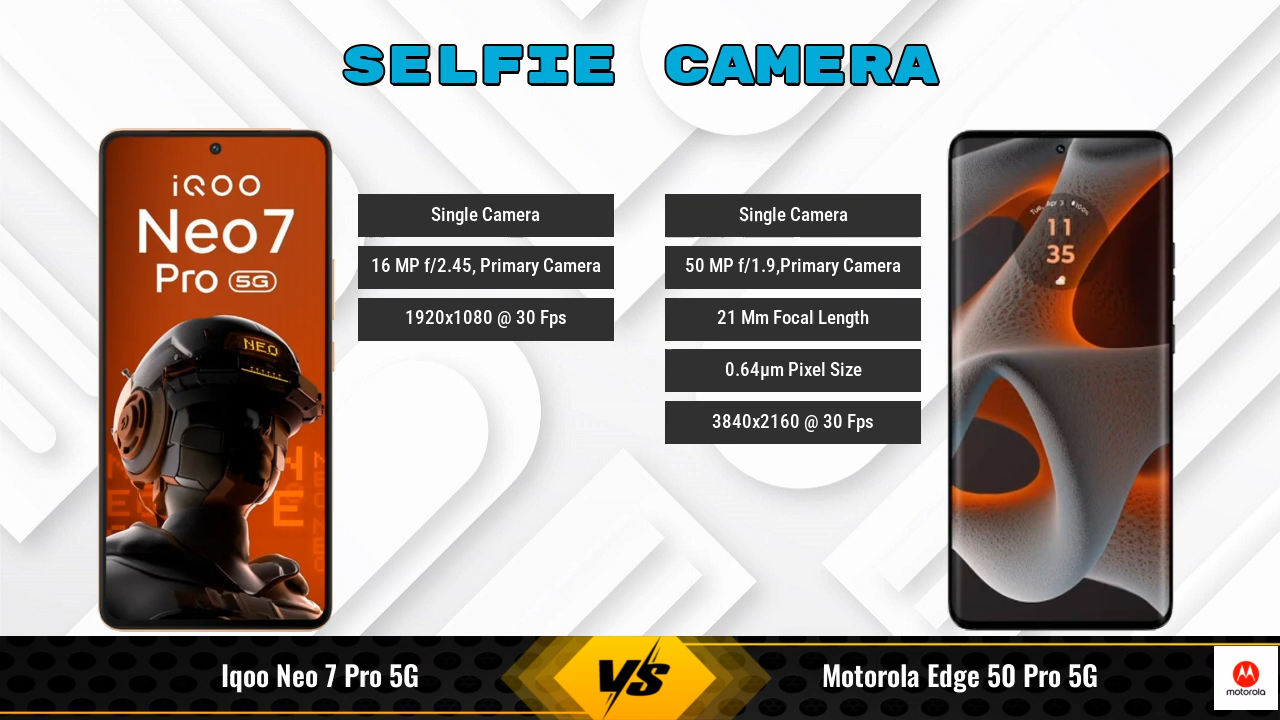 SELFIE CAMERA
iQOO
Neo7
Pro 5G
NEO
Single Camera
16 MP f/2.45, Primary Camera
1920x1080 @ 30 Fps
Single Camera
50 MP f/1.9,Primary Camera
21 Mm Focal Length
0.64µm Pixel Size
3840x2160 @ 30 Fps
11
35
Iqoo Neo 7 Pro 5G
VS
Motorola Edge 50 Pro 5G
motorola